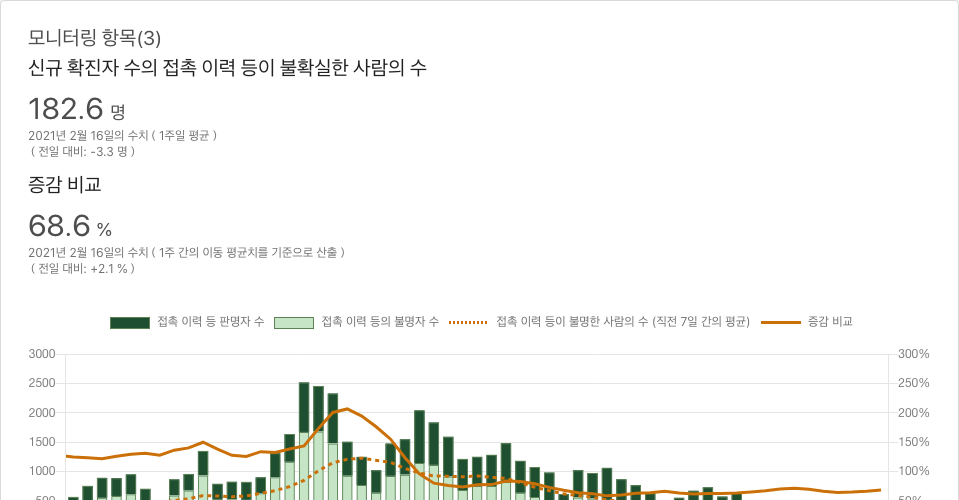 모니터링 항목(3)
신규 확진자 수의 접촉 이력 등이 불확실한 사람의 수
182.6 명
2021년 2월 16일의 수치 ( 1주일 평균 )
( 전일 대비: -3.3 명 )
증감 비교
68.6 %
2021년 2월 16일의 수치 ( 1주 간의 이동 평균치를 기준으로 산출 )
( 전일 대비: +2.1 % )
접촉 이력 등 판명자 수 접촉 이력 등의 불명자 수 접촉 이력 등이 불명한 사람의 수 (직전 7일 간의 평균) 증감 비교
3000 300%
2500 250%
2000 200%
1500 150%
1000 100%
500 50%